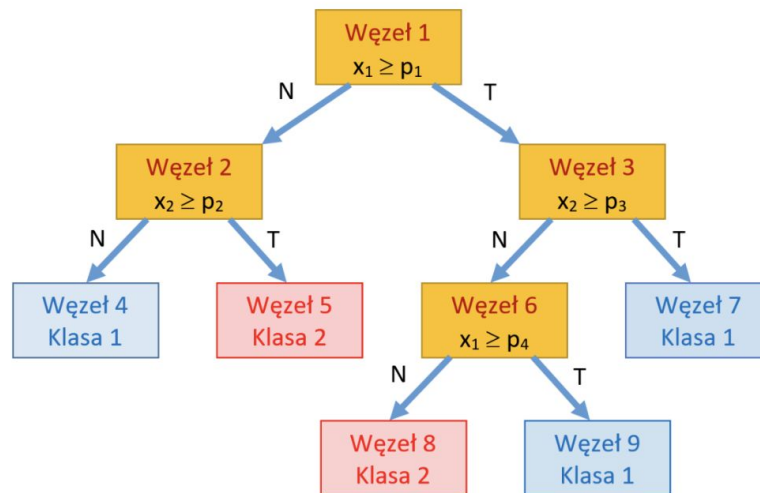 Węzeł 1
x₁ ≥ p₁
N
T
Węzeł 2
x₂ ≥ p₂
Węzeł 3
x₂ ≥ p₃
N
T
N
T
Węzeł 4
Klasa 1
Węzeł 5
Klasa 2
Węzeł 6
x₁ ≥ p₄
Węzeł 7
Klasa 1
N
T
Węzeł 8
Klasa 2
Węzeł 9
Klasa 1